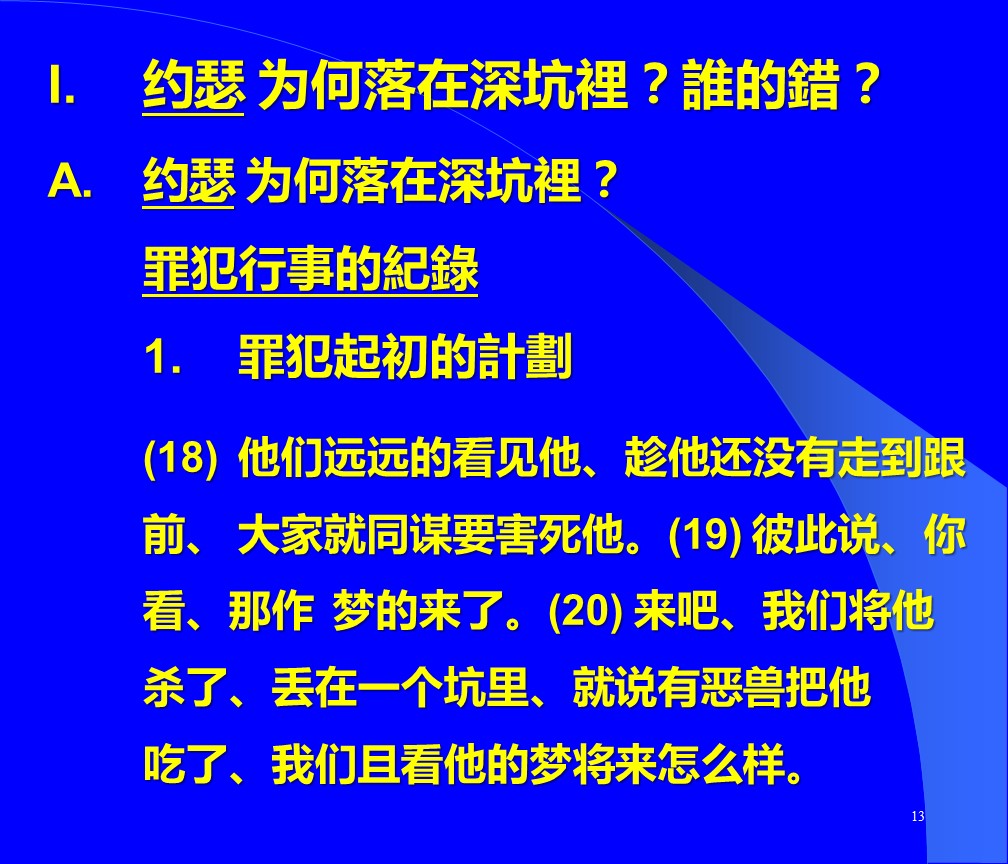 I. 约瑟 为何落在深坑裡？誰的錯？
A. 约瑟 为何落在深坑裡？
罪犯行事的紀錄
1. 罪犯起初的計劃
(18) 他们远远的看见他、趁他还没有走到跟
前、 大家就同谋要害死他。(19) 彼此说、你
看、那作 梦的来了。(20) 来吧、我们将他
杀了、丢在一个坑里、就说有恶兽把他
吃了、我们且看他的梦将来怎么样。
13